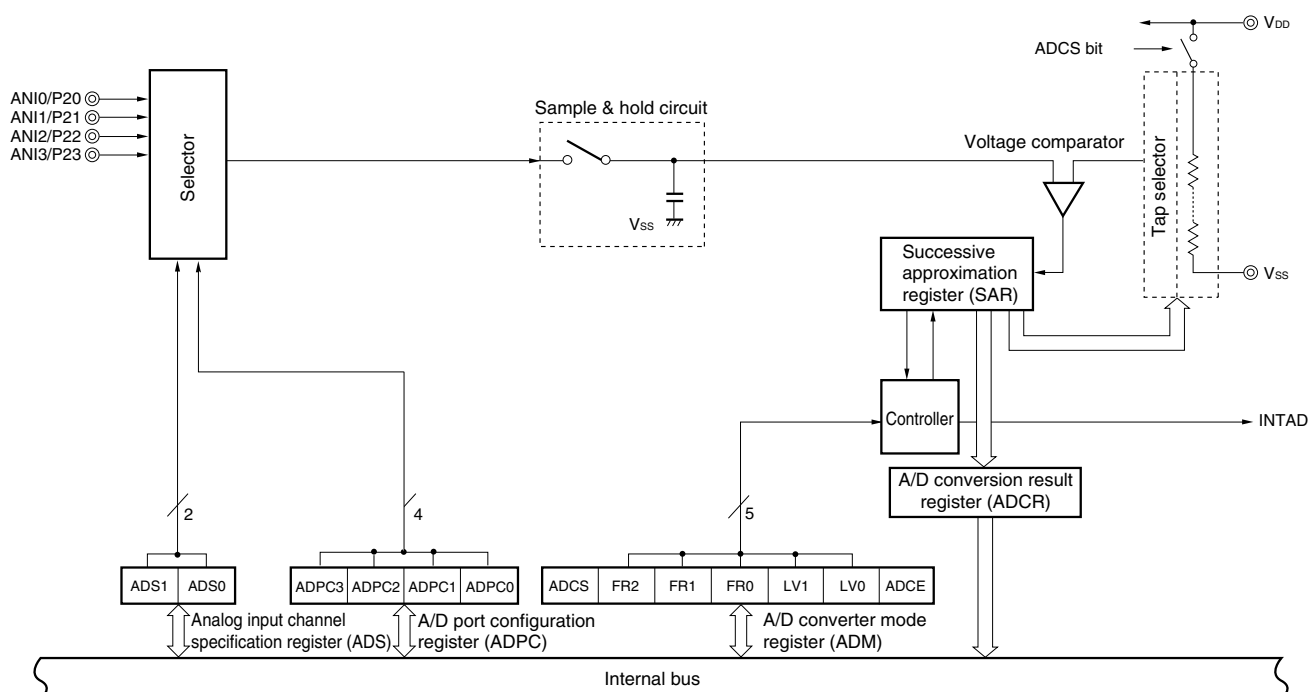 VDD
ADCS bit
ANI0/P20
ANI1/P21
ANI2/P22
ANI3/P23
Selector
Sample & hold circuit
VSS
Voltage comparator
Tap selector
VSS
Successive
approximation
register (SAR)
Controller
INTAD
A/D conversion result
register (ADCR)
2
4
5
ADS1 ADS0
ADPC3 ADPC2 ADPC1 ADPC0
ADCS FR2 FR1 FR0 LV1 LV0 ADCE
Analog input channel
specification register (ADS)
A/D port configuration
register (ADPC)
A/D converter mode
register (ADM)
Internal bus